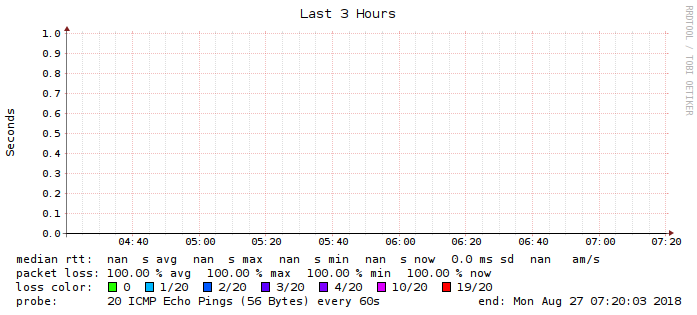 Last 3 Hours
RRDTOOL / TOBI OETIKER
Seconds
1.0
0.9
0.8
0.7
0.6
0.5
0.4
0.3
0.2
0.1
0.0
04:40 05:00 05:20 05:40 06:00 06:20 06:40 07:00 07:20
median rtt: nan s avg nan s max nan s min nan s now 0.0 ms sd nan am/s
packet loss: 100.00 % avg 100.00 % max 100.00 % min 100.00 % now
loss color: 0 1/20 2/20 3/20 4/20 10/20 19/20
probe: 20 ICMP Echo Pings (56 Bytes) every 60s end: Mon Aug 27 07:20:03 2018